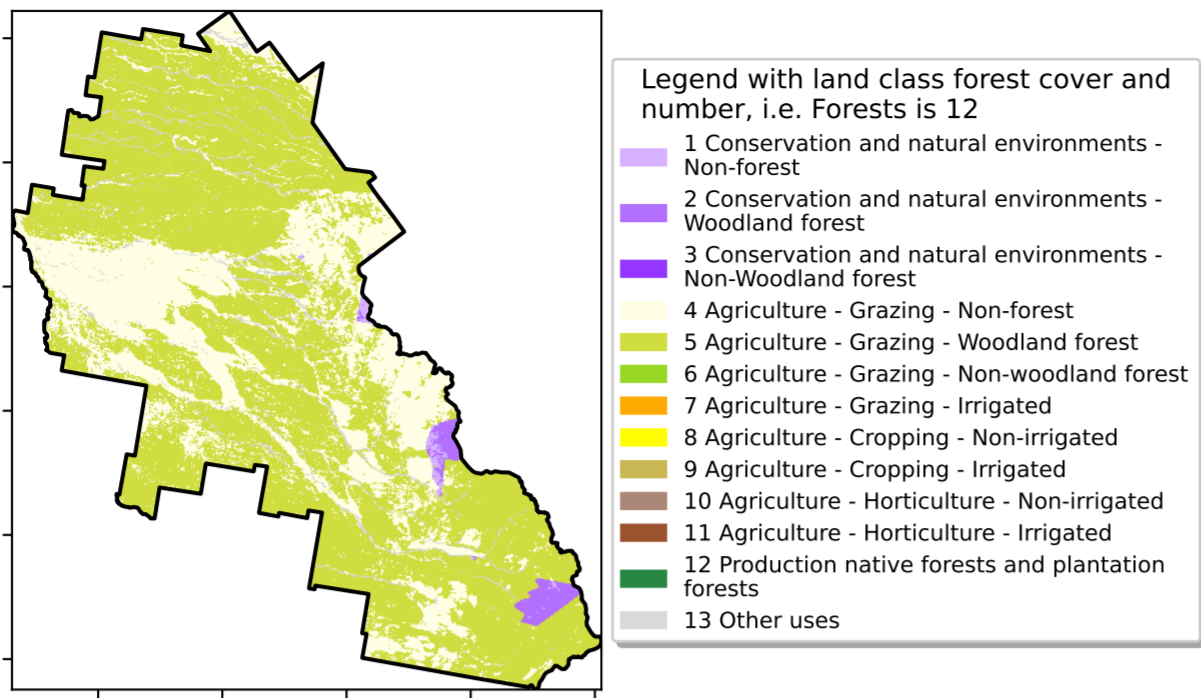 Legend with land class forest cover and
number, i.e. Forests is 12
1 Conservation and natural environments -
Non-forest
2 Conservation and natural environments -
Woodland forest
3 Conservation and natural environments -
Non-Woodland forest
4 Agriculture - Grazing - Non-forest
5 Agriculture - Grazing - Woodland forest
6 Agriculture - Grazing - Non-woodland forest
7 Agriculture - Grazing - Irrigated
8 Agriculture - Cropping - Non-irrigated
9 Agriculture - Cropping - Irrigated
10 Agriculture - Horticulture - Non-irrigated
11 Agriculture - Horticulture - Irrigated
12 Production native forests and plantation
forests
13 Other uses